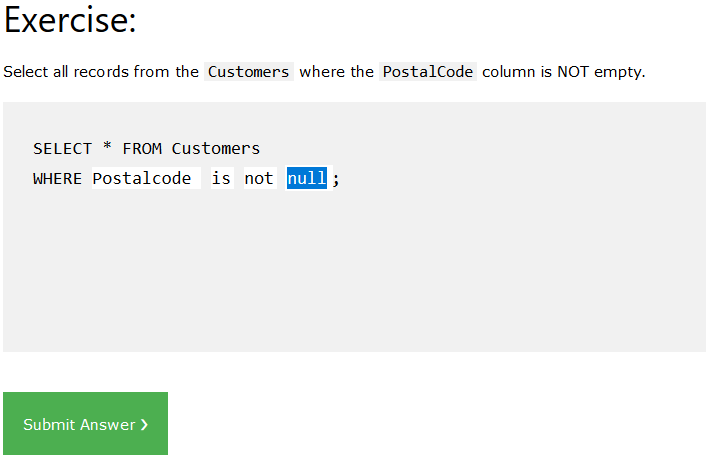 Exercise:
Select all records from the Customers where the PostalCode column is NOT empty.
SELECT * FROM Customers
WHERE Postalcode is not null;
Submit Answer ❯